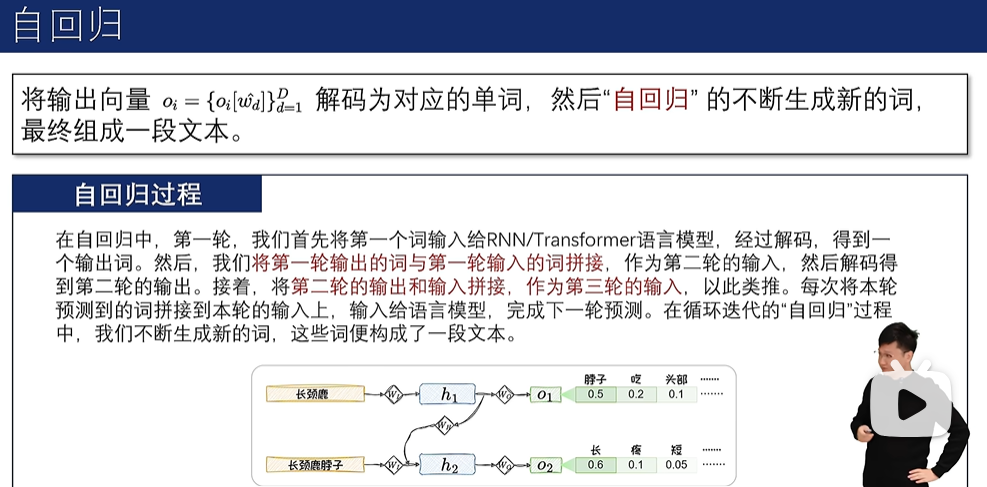 自回归
将输出向量 oᵢ = {oᵢ[ŵ_d]}_{d=1}^D 解码为对应的单词，然后“自回归” 的不断生成新的词，
最终组成一段文本。
自回归过程
在自回归中，第一轮，我们首先将第一个词输入给RNN/Transformer语言模型，经过解码，得到一
个输出词。然后，我们将第一轮输出的词与第一轮输入的词拼接，作为第二轮的输入，然后解码得
到第二轮的输出。接着，将第二轮的输出和输入拼接，作为第三轮的输入，以此类推。每次将本轮
预测到的词拼接到本轮的输入上，输入给语言模型，完成下一轮预测。在循环迭代的“自回归”过程
中，我们不断生成新的词，这些词便构成了一段文本。
脖子 吃 头部 ……
长颈鹿 W_I h₁ W_O o₁ 0.5 0.2 0.1 ……
W_H
长 疼 短 ……
长颈鹿脖子 W_I h₂ W_O o₂ 0.6 0.1 0.05 ……